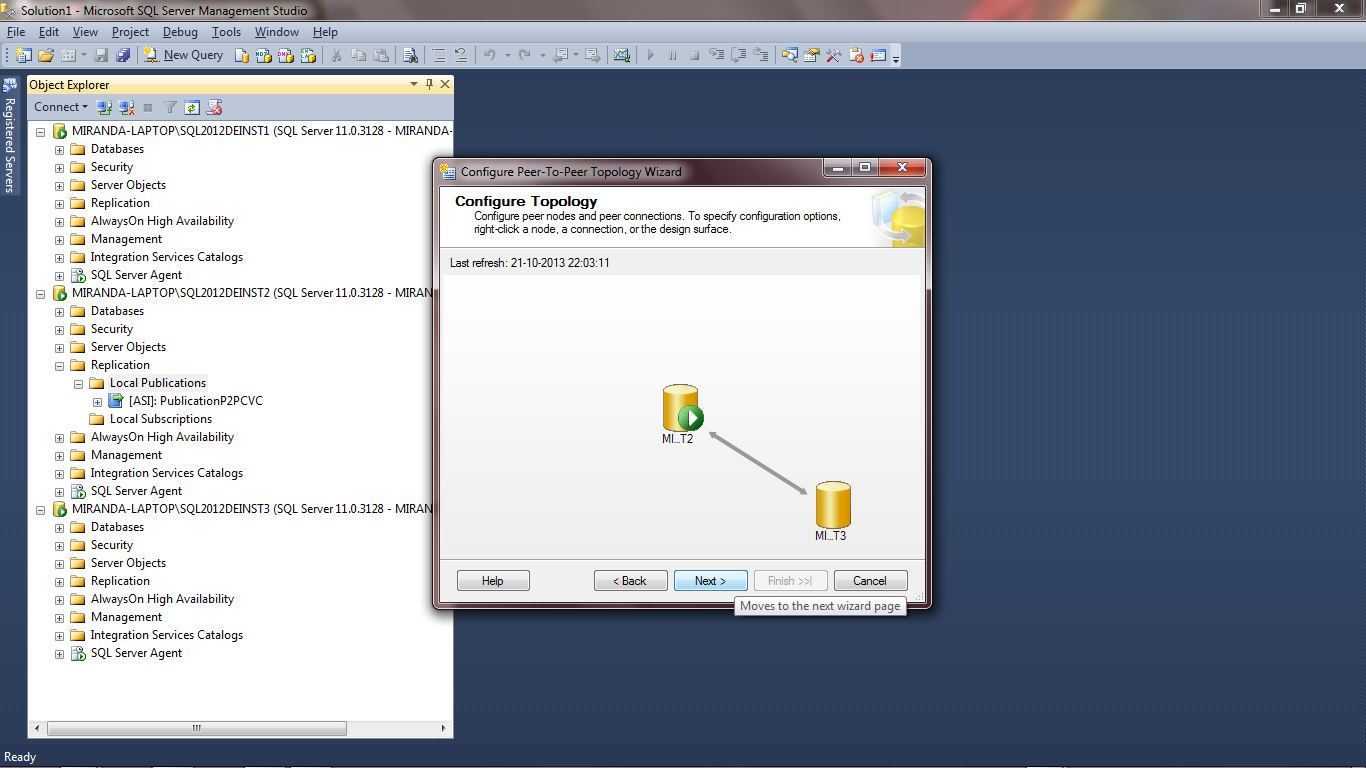 Solution1 - Microsoft SQL Server Management Studio
File Edit View Project Debug Tools Window Help
New Query
Registered Servers
Object Explorer
Connect
MIRANDA-LAPTOP\SQL2012DEINST1 (SQL Server 11.0.3128 - MIRANDA-
Databases
Security
Server Objects
Replication
AlwaysOn High Availability
Management
Integration Services Catalogs
SQL Server Agent
MIRANDA-LAPTOP\SQL2012DEINST2 (SQL Server 11.0.3128 - MIRAN
Databases
Security
Server Objects
Replication
Local Publications
[ASI]: PublicationP2PCVC
Local Subscriptions
AlwaysOn High Availability
Management
Integration Services Catalogs
SQL Server Agent
MIRANDA-LAPTOP\SQL2012DEINST3 (SQL Server 11.0.3128 - MIRAN
Databases
Security
Server Objects
Replication
AlwaysOn High Availability
Management
Integration Services Catalogs
SQL Server Agent
Configure Peer-To-Peer Topology Wizard
Configure Topology
Configure peer nodes and peer connections. To specify configuration options,
right-click a node, a connection, or the design surface.
Last refresh: 21-10-2013 22:03:11
MI...T2
MI...T3
Help < Back Next > Finish >>| Cancel
Moves to the next wizard page
Ready